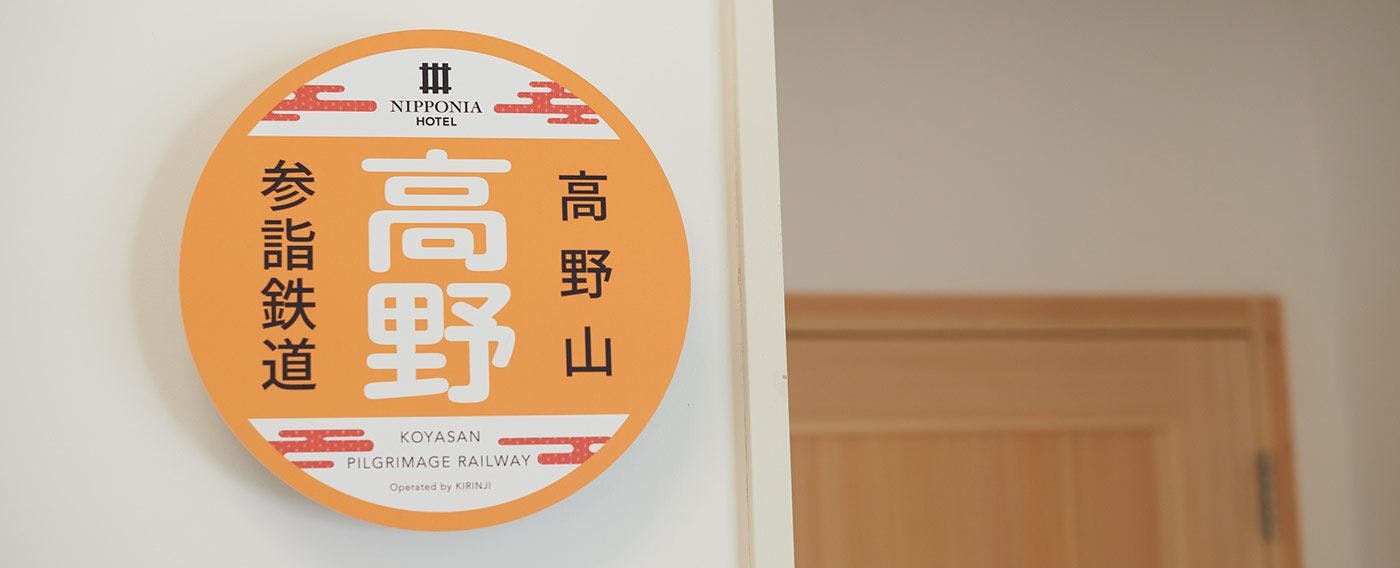 NIPPONIA
HOTEL
高野山
高野
参詣鉄道
KOYASAN
PILGRIMAGE RAILWAY
Operated by KIRINJI